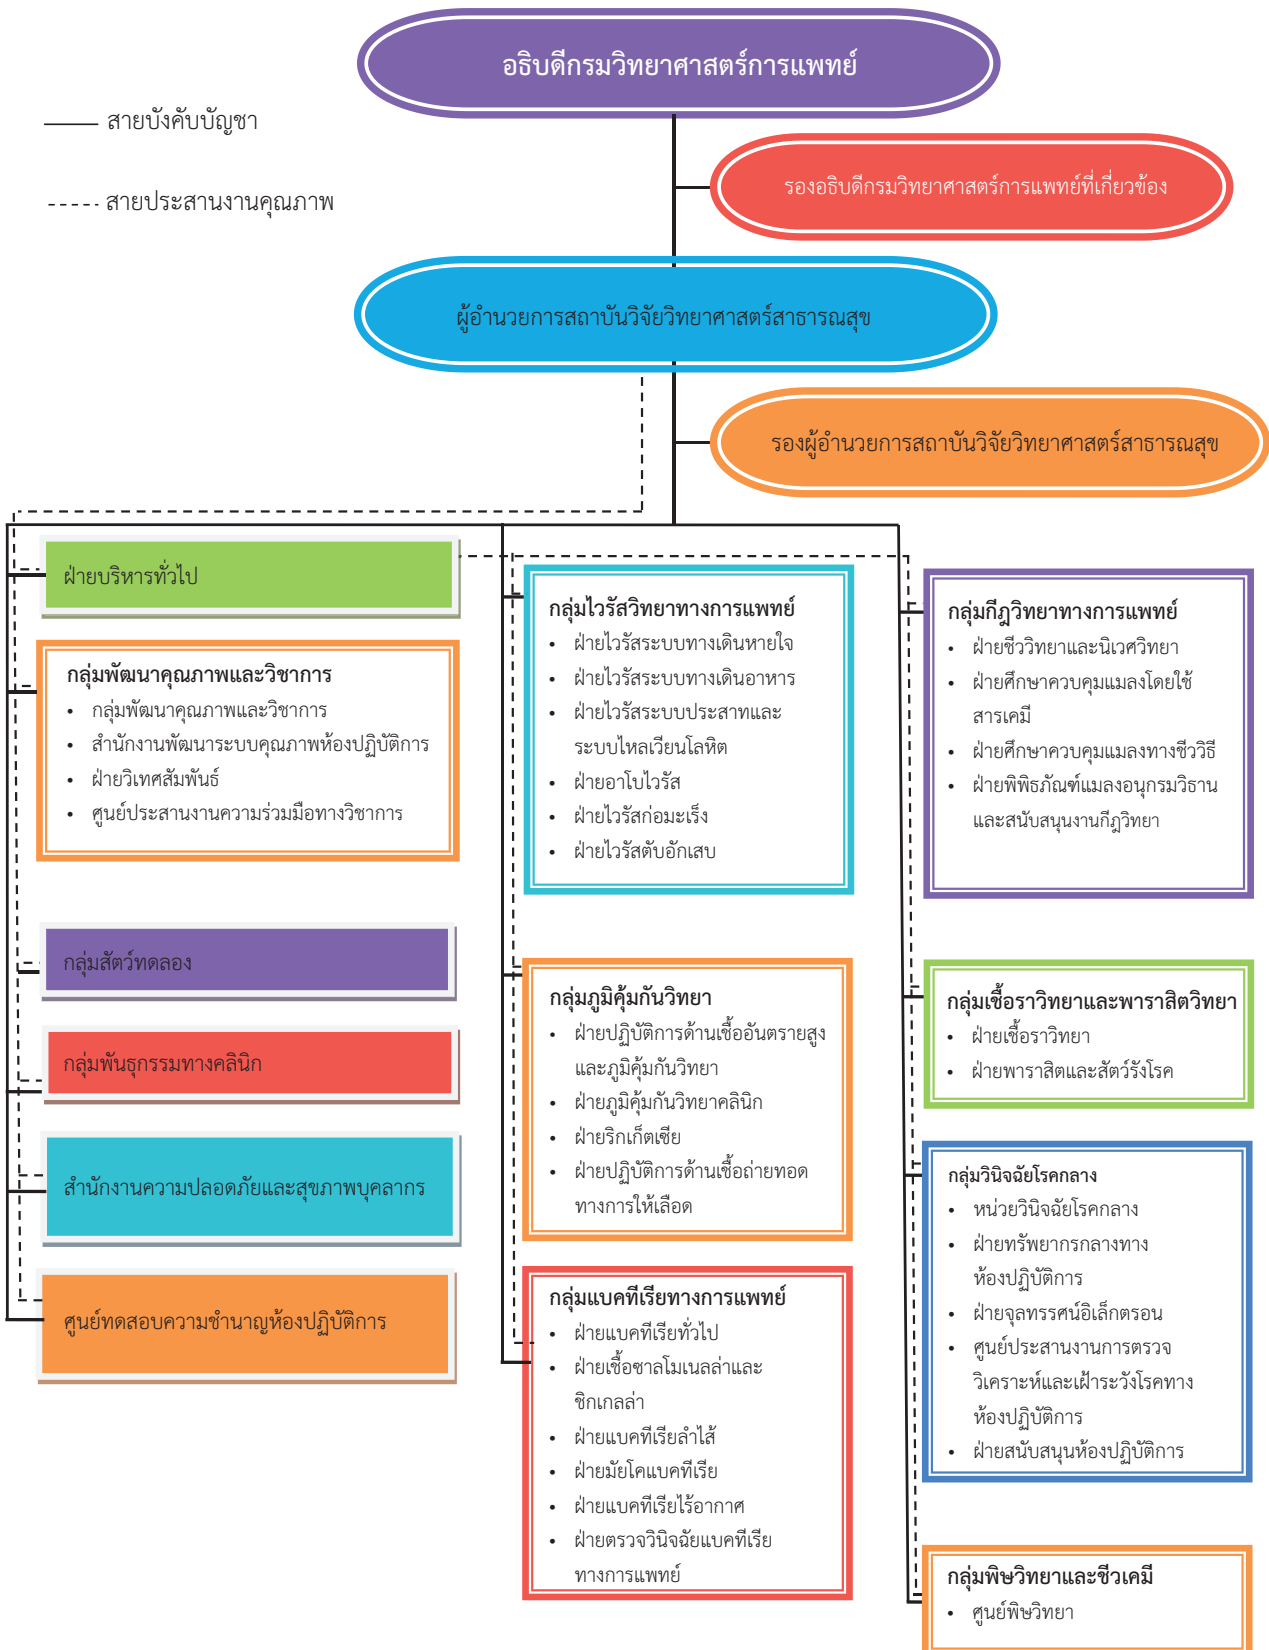 อธิบดีกรมวิทยาศาสตร์การแพทย์
สายบังคับบัญชา
สายประสานงานคุณภาพ
รองอธิบดีกรมวิทยาศาสตร์การแพทย์ที่เกี่ยวข้อง
ผู้อำนวยการสถาบันวิจัยวิทยาศาสตร์สาธารณสุข
รองผู้อำนวยการสถาบันวิจัยวิทยาศาสตร์สาธารณสุข
ฝ่ายบริหารทั่วไป
กลุ่มพัฒนาคุณภาพและวิชาการ
• กลุ่มพัฒนาคุณภาพและวิชาการ
• สำนักงานพัฒนาระบบคุณภาพห้องปฏิบัติการ
• ฝ่ายวิเทศสัมพันธ์
• ศูนย์ประสานงานความร่วมมือทางวิชาการ
กลุ่มสัตว์ทดลอง
กลุ่มพันธุกรรมทางคลินิก
สำนักงานความปลอดภัยและสุขภาพบุคลากร
ศูนย์ทดสอบความชำนาญห้องปฏิบัติการ
กลุ่มไวรัสวิทยาทางการแพทย์
• ฝ่ายไวรัสระบบทางเดินหายใจ
• ฝ่ายไวรัสระบบทางเดินอาหาร
• ฝ่ายไวรัสระบบประสาทและ
ระบบไหลเวียนโลหิต
• ฝ่ายอาโบไวรัส
• ฝ่ายไวรัสก่อมะเร็ง
• ฝ่ายไวรัสตับอักเสบ
กลุ่มภูมิคุ้มกันวิทยา
• ฝ่ายปฏิบัติการด้านเชื้ออันตรายสูง
และภูมิคุ้มกันวิทยา
• ฝ่ายภูมิคุ้มกันวิทยาคลินิก
• ฝ่ายริกเก็ตเซีย
• ฝ่ายปฏิบัติการด้านเชื้อถ่ายทอด
ทางการให้เลือด
กลุ่มแบคทีเรียทางการแพทย์
• ฝ่ายแบคทีเรียทั่วไป
• ฝ่ายเชื้อซาลโมเนลล่าและ
ชิกเกลล่า
• ฝ่ายแบคทีเรียลำไส้
• ฝ่ายมัยโคแบคทีเรีย
• ฝ่ายแบคทีเรียไร้อากาศ
• ฝ่ายตรวจวินิจฉัยแบคทีเรีย
ทางการแพทย์
กลุ่มกีฏวิทยาทางการแพทย์
• ฝ่ายชีววิทยาและนิเวศวิทยา
• ฝ่ายศึกษาควบคุมแมลงโดยใช้
สารเคมี
• ฝ่ายศึกษาควบคุมแมลงทางชีววิธี
• ฝ่ายพิพิธภัณฑ์แมลงอนุกรมวิธาน
และสนับสนุนงานกีฏวิทยา
กลุ่มเชื้อราวิทยาและพาราสิตวิทยา
• ฝ่ายเชื้อราวิทยา
• ฝ่ายพาราสิตและสัตว์รังโรค
กลุ่มวินิจฉัยโรคกลาง
• หน่วยวินิจฉัยโรคกลาง
• ฝ่ายทรัพยากรกลางทาง
ห้องปฏิบัติการ
• ฝ่ายจุลทรรศน์อิเล็กตรอน
• ศูนย์ประสานงานการตรวจ
วิเคราะห์และเฝ้าระวังโรคทาง
ห้องปฏิบัติการ
• ฝ่ายสนับสนุนห้องปฏิบัติการ
กลุ่มพิษวิทยาและชีวเคมี
• ศูนย์พิษวิทยา